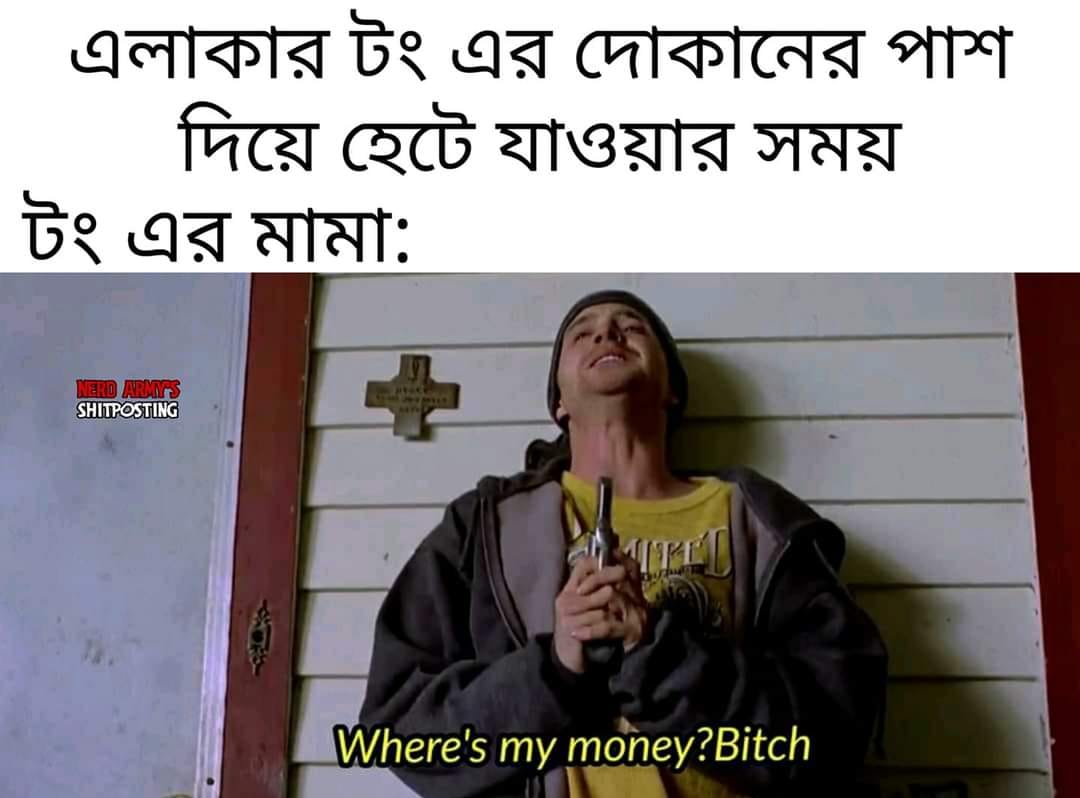 এলাকার টং এর দোকানের পাশ
দিয়ে হেটে যাওয়ার সময়
টং এর মামা:
NERD ARMY'S
SHITPOSTING
Where's my money?Bitch